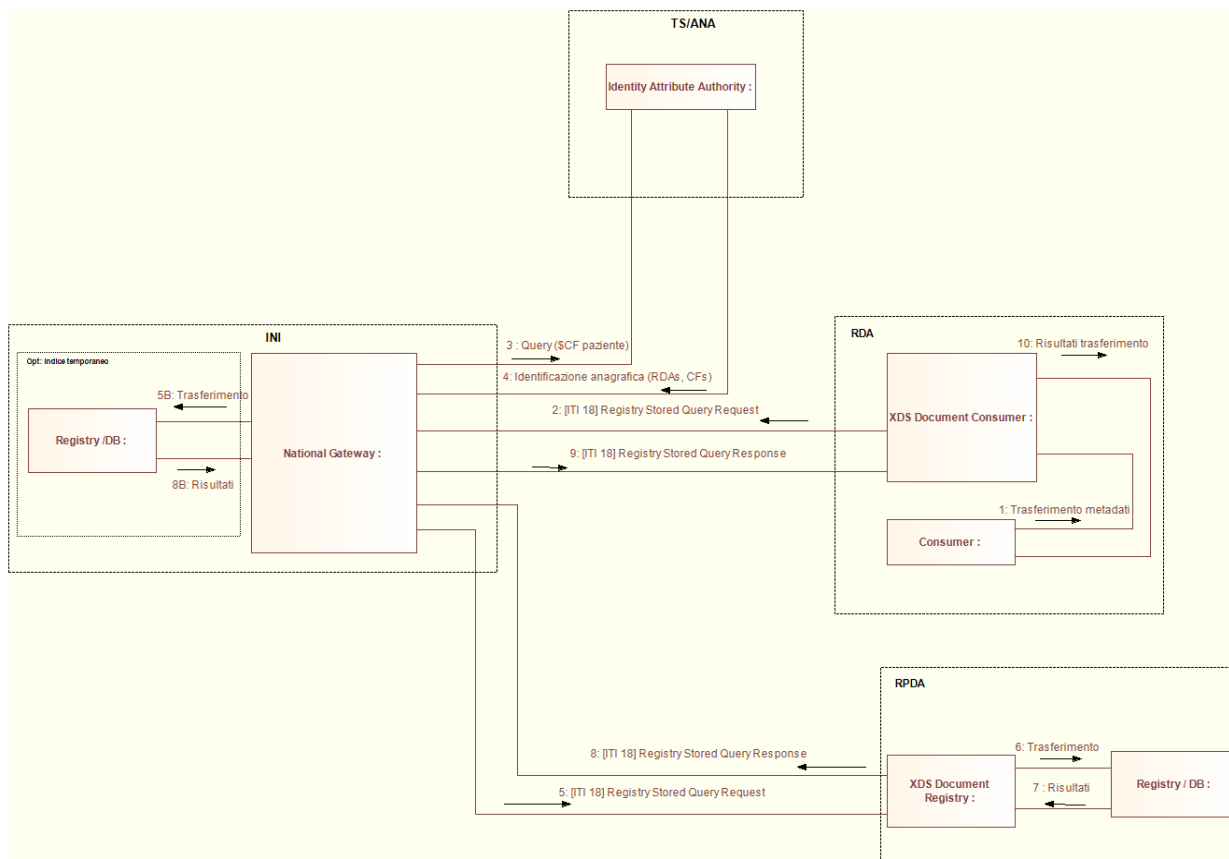 TS/ANA
Identity Attribute Authority :
INI
Opt: Indice temporaneo
5B: Trasferimento
Registry /DB :
8B: Risultati
National Gateway :
3 : Query ($CF paziente)
4: Identificazione anagrafica (RDAs, CFs)
2: [ITI 18] Registry Stored Query Request
9: [ITI 18] Registry Stored Query Response
RDA
10: Risultati trasferimento
XDS Document Consumer :
1: Trasferimento metadati
Consumer :
RPDA
8: [ITI 18] Registry Stored Query Response
5: [ITI 18] Registry Stored Query Request
XDS Document
Registry :
6: Trasferimento
7 : Risultati
Registry / DB :